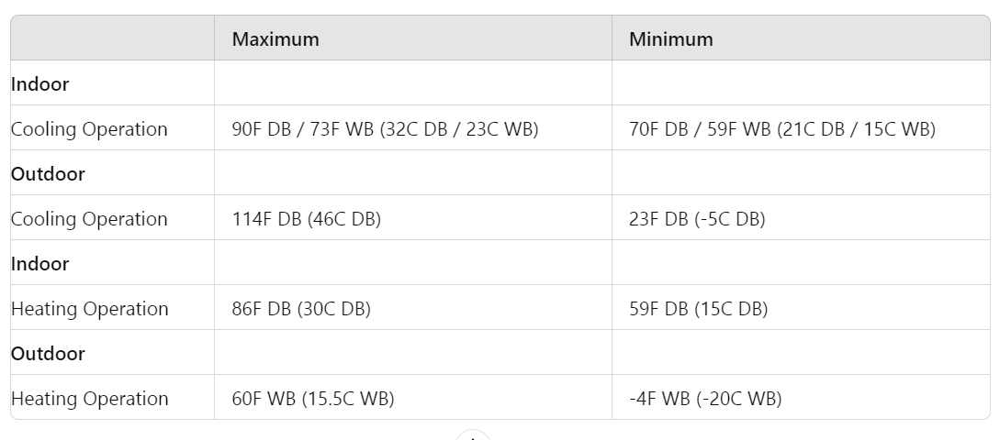 Maximum Minimum
Indoor
Cooling Operation 90F DB / 73F WB (32C DB / 23C WB) 70F DB / 59F WB (21C DB / 15C WB)
Outdoor
Cooling Operation 114F DB (46C DB) 23F DB (-5C DB)
Indoor
Heating Operation 86F DB (30C DB) 59F DB (15C DB)
Outdoor
Heating Operation 60F WB (15.5C WB) -4F WB (-20C WB)